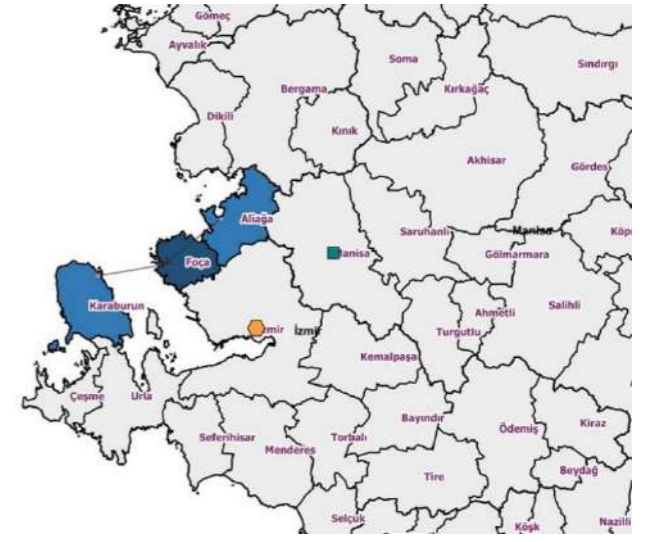 Gömeç
Ayvalık
Soma
Sındırgı
Bergama
Kırkağaç
Dikili
Kınık
Akhisar
Gördes
Aliağa
Saruhanlı
Manisa
Köp
Foça
anisa
Gölmarmara
Karaburun
Salihli
Ahmetli
zmir
İzmir
Turgutlu
Kemalpaşa
Çeşme
Urla
Bayındır
Ödemiş
Kiraz
Seferihisar
Torbalı
Menderes
Beydağ
Tire
Selçuk
Köşk
Nazilli